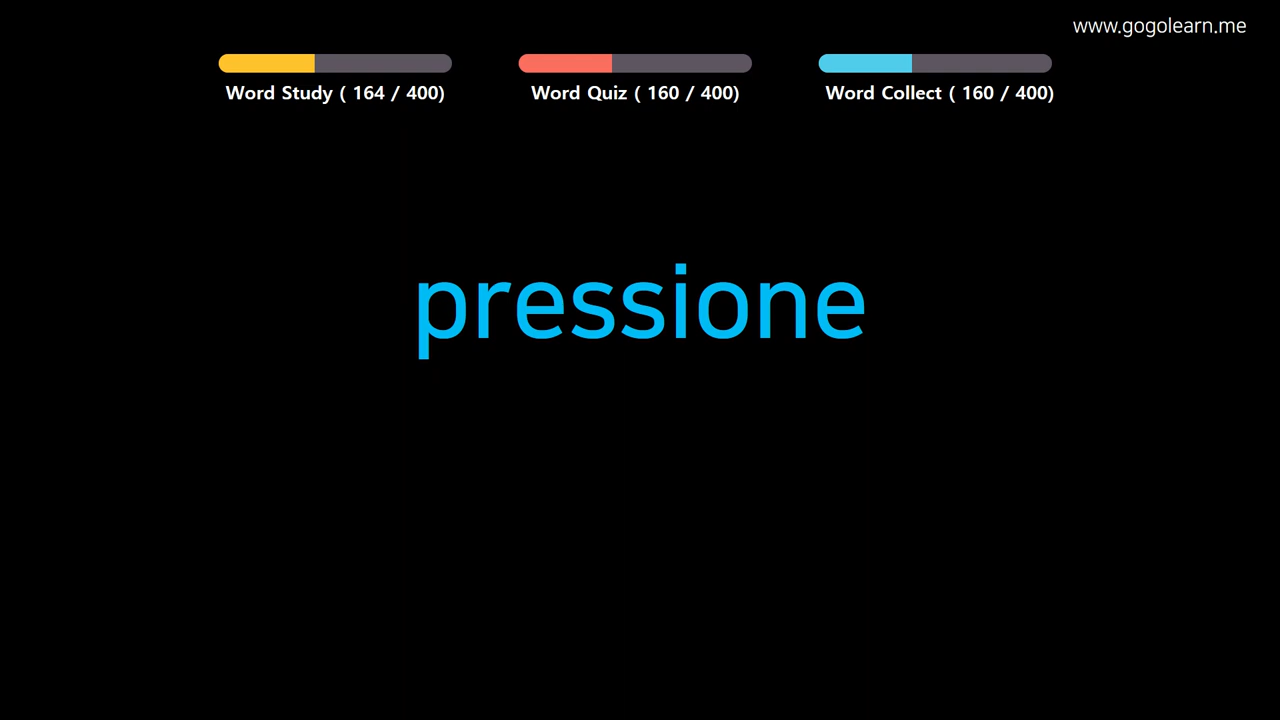 www.gogolearn.me
Word Study ( 164 / 400)
Word Quiz ( 160 / 400)
Word Collect ( 160 / 400)
pressione